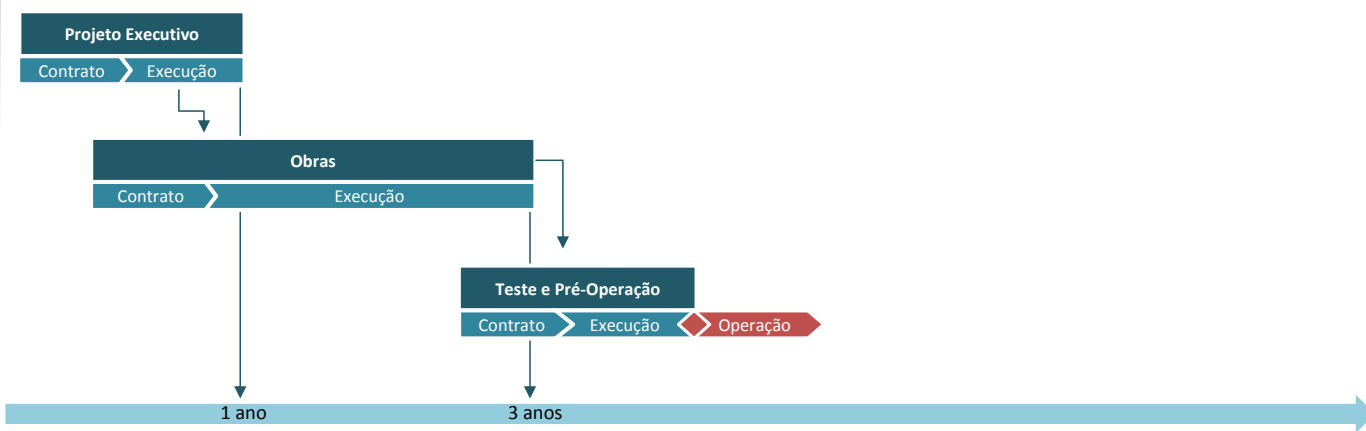 Projeto Executivo
Contrato
Execução
Obras
Contrato
Execução
Teste e Pré-Operação
Contrato
Execução
Operação
1 ano
3 anos